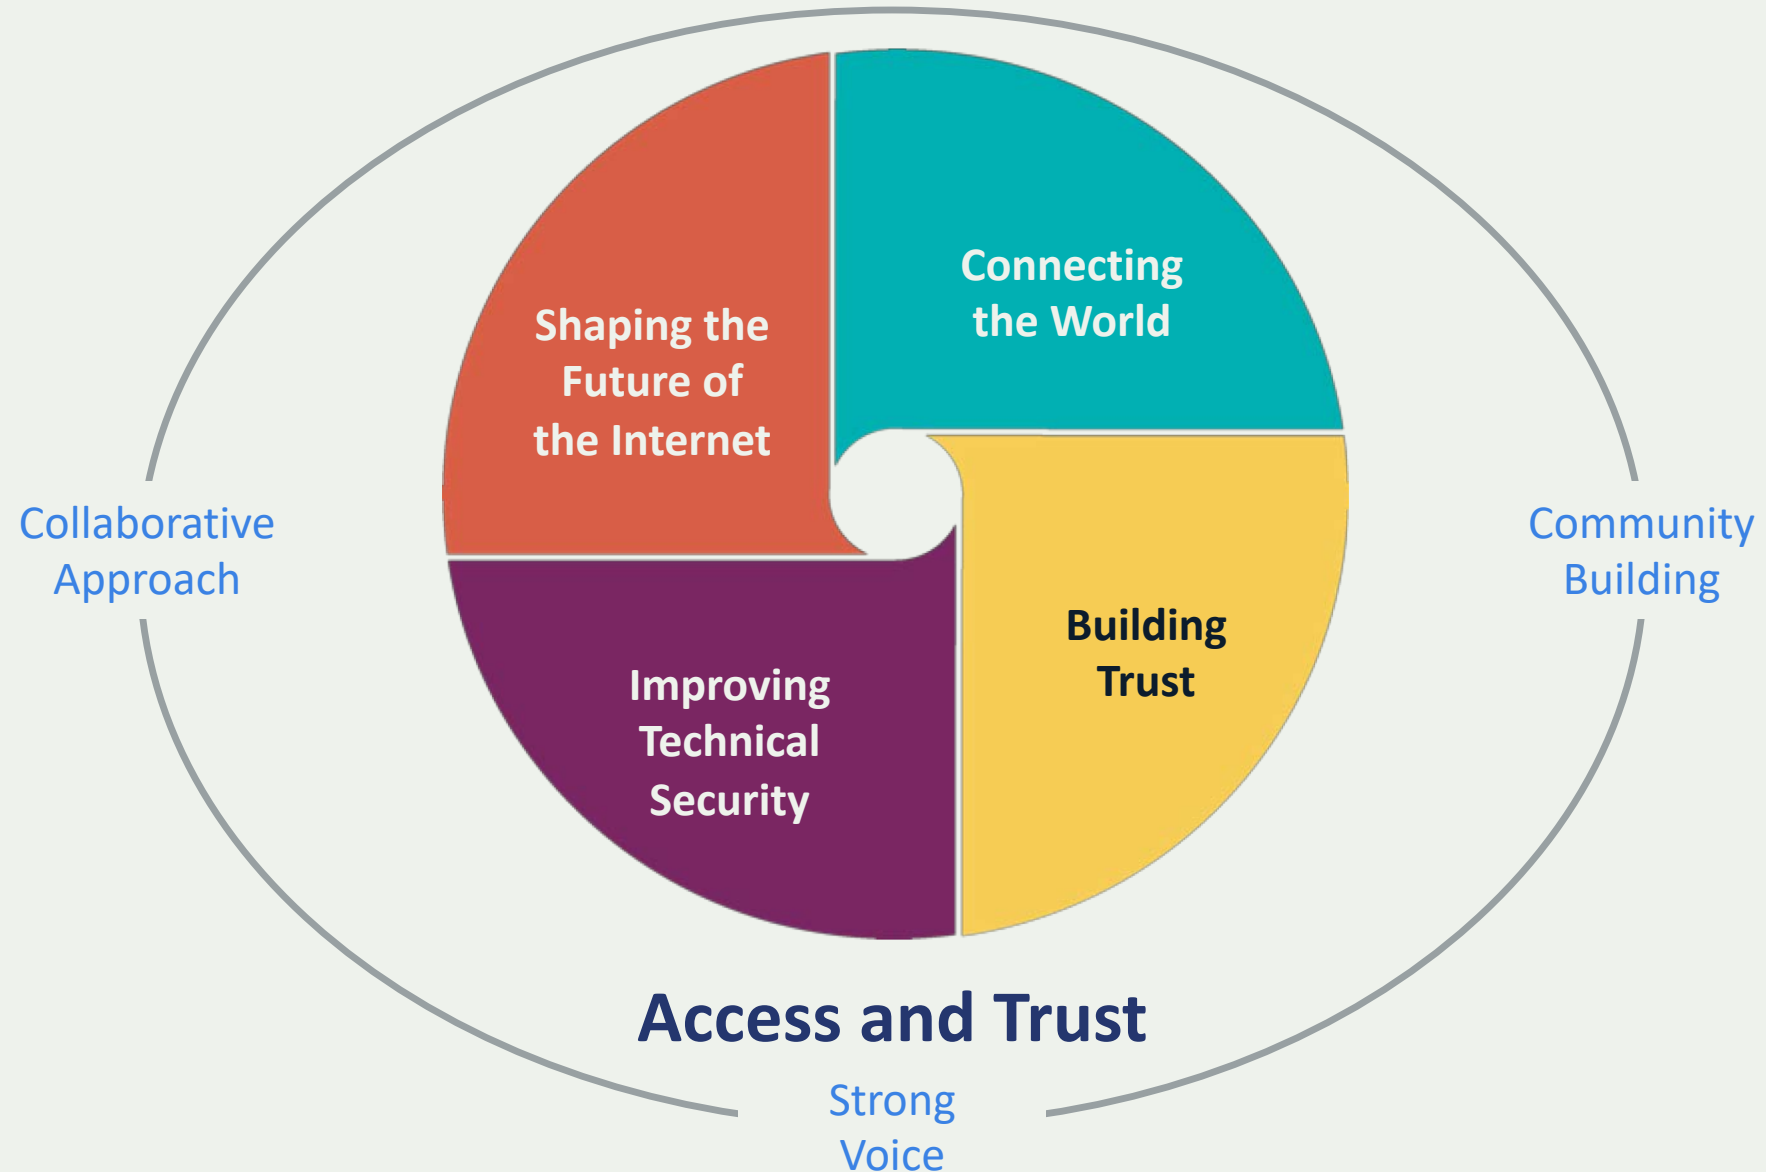 Connecting
the World
Shaping the
Future of
the Internet
Collaborative
Approach
Community
Building
Building
Trust
Improving
Technical
Security
Access and Trust
Strong
Voice